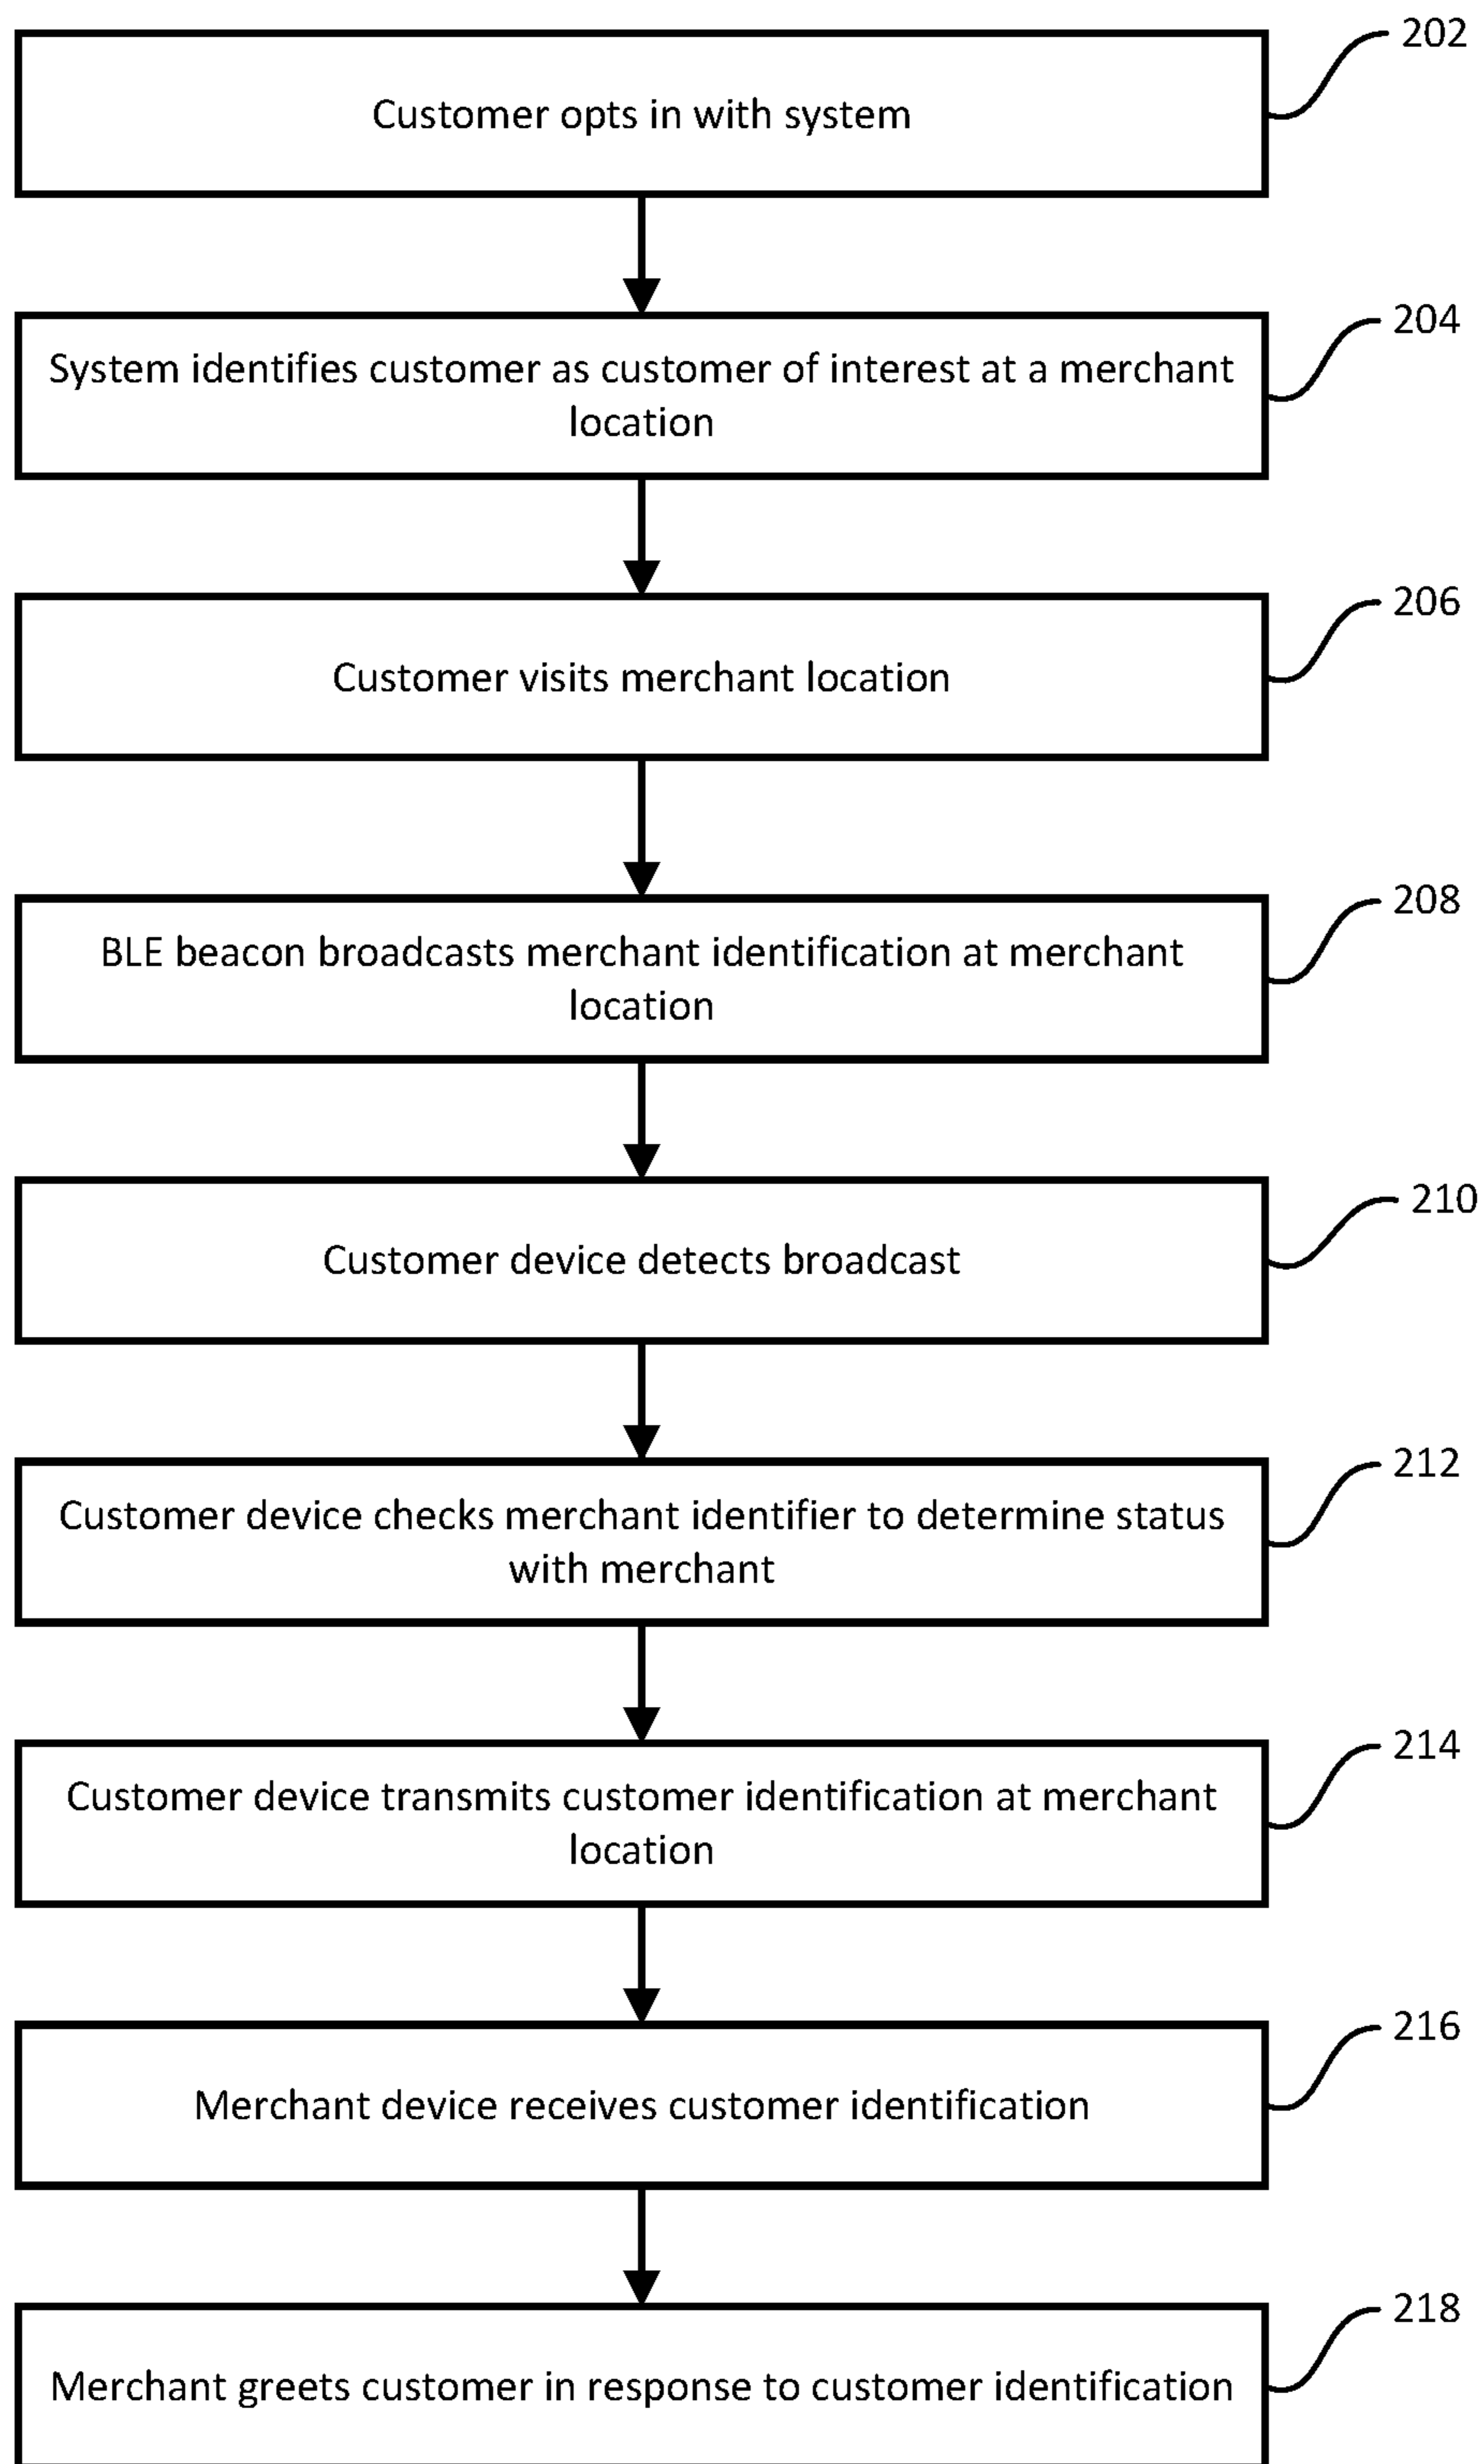 202
Customer opts in with system
204
System identifies customer as customer of interest at a merchant
location
206
Customer visits merchant location
208
BLE beacon broadcasts merchant identification at merchant
location
210
Customer device detects broadcast
212
Customer device checks merchant identifier to determine status
with merchant
214
Customer device transmits customer identification at merchant
location
216
Merchant device receives customer identification
218
Merchant greets customer in response to customer identification